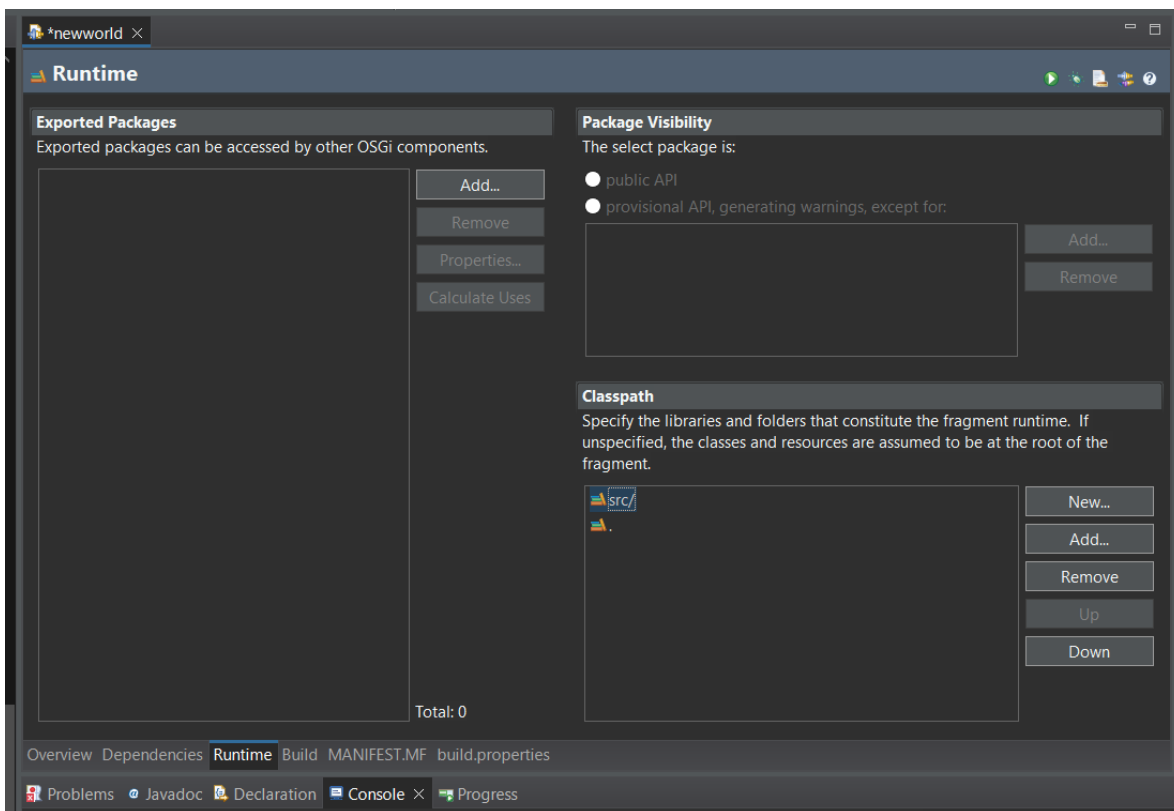 *newworld
Runtime
Exported Packages
Exported packages can be accessed by other OSGi components.
Add...
Remove
Properties...
Calculate Uses
Total: 0
Package Visibility
The select package is:
public API
provisional API, generating warnings, except for:
Add...
Remove
Classpath
Specify the libraries and folders that constitute the fragment runtime. If
unspecified, the classes and resources are assumed to be at the root of the
fragment.
src/
.
New...
Add...
Remove
Up
Down
Overview Dependencies Runtime Build MANIFEST.MF build.properties
Problems Javadoc Declaration Console Progress